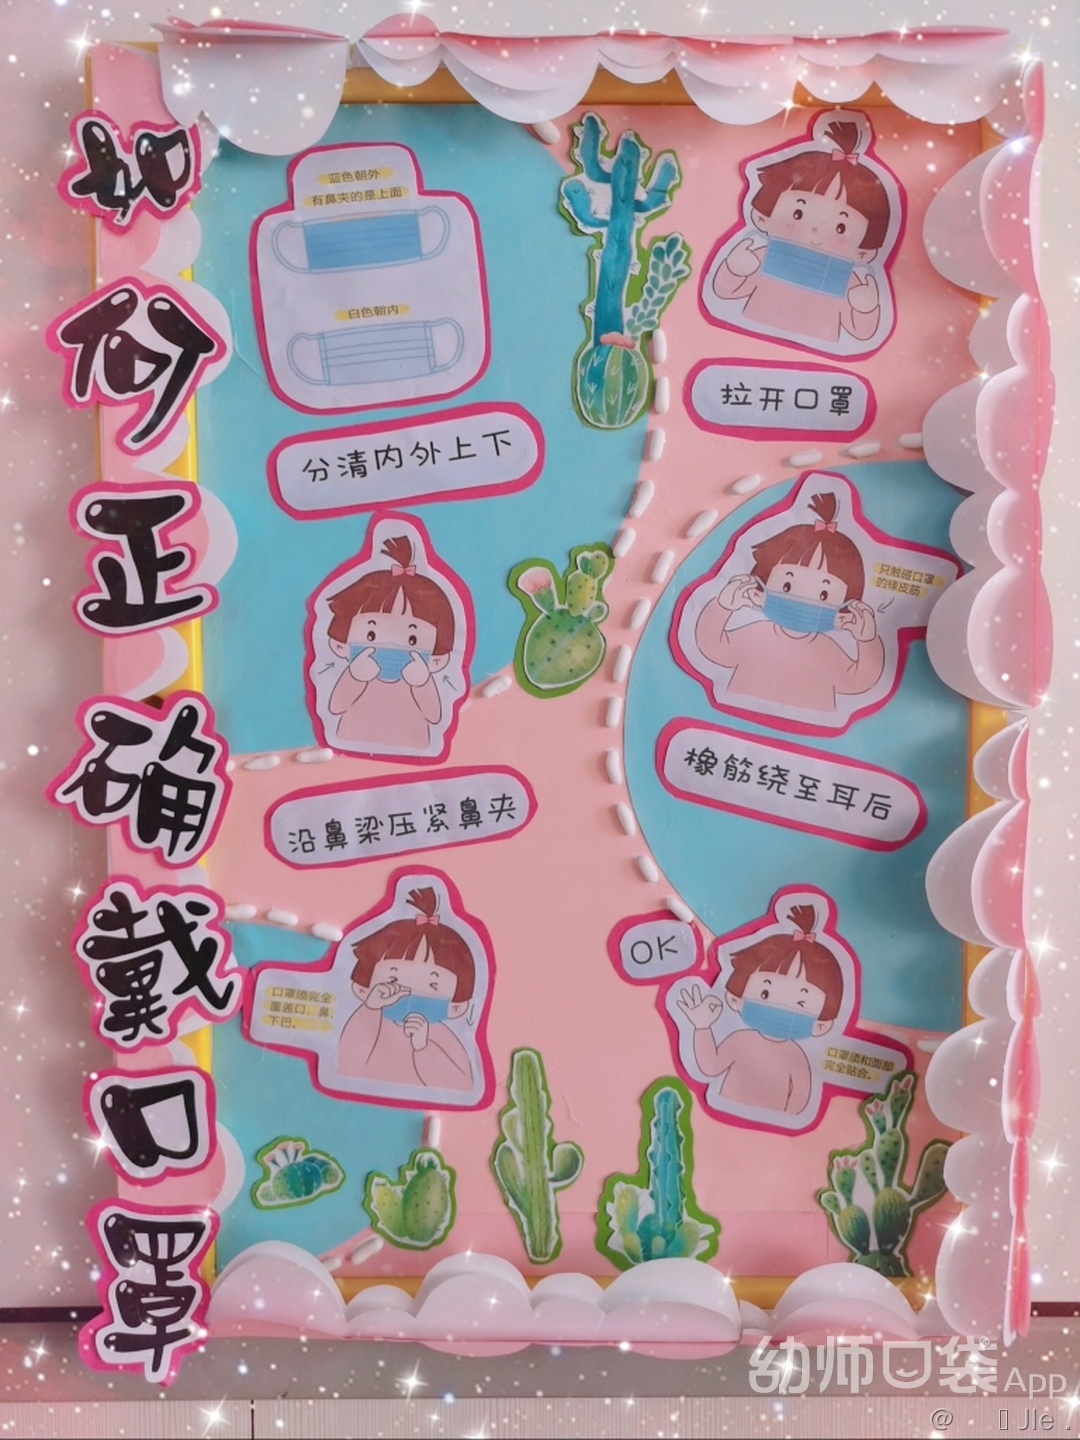 如何正确戴口罩
蓝色朝外
有鼻夹的是上面
白色朝内
分清内外上下
拉开口罩
只触碰口罩
的橡皮筋
橡筋绕至耳后
沿鼻梁压紧鼻夹
口罩须完全
覆盖口、鼻、
下巴。
OK
口罩须和面部
完全贴合。
幼师口袋App
@ Jle .